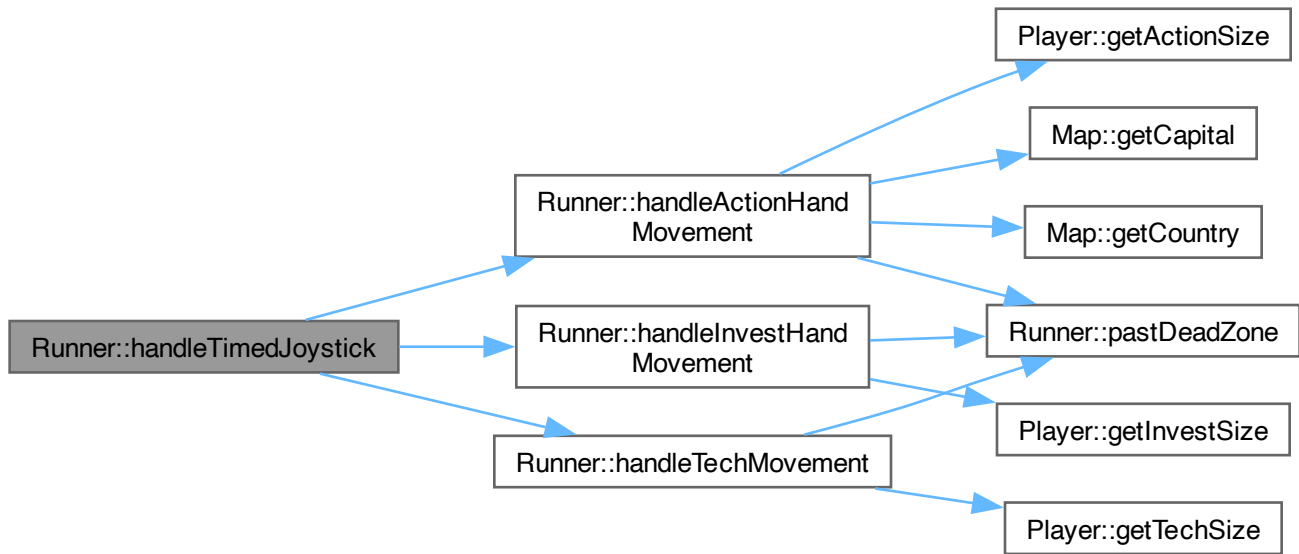 Runner::handleTimedJoystick
Runner::handleActionHand
Movement
Runner::handleInvestHand
Movement
Runner::handleTechMovement
Player::getActionSize
Map::getCapital
Map::getCountry
Runner::pastDeadZone
Player::getInvestSize
Player::getTechSize